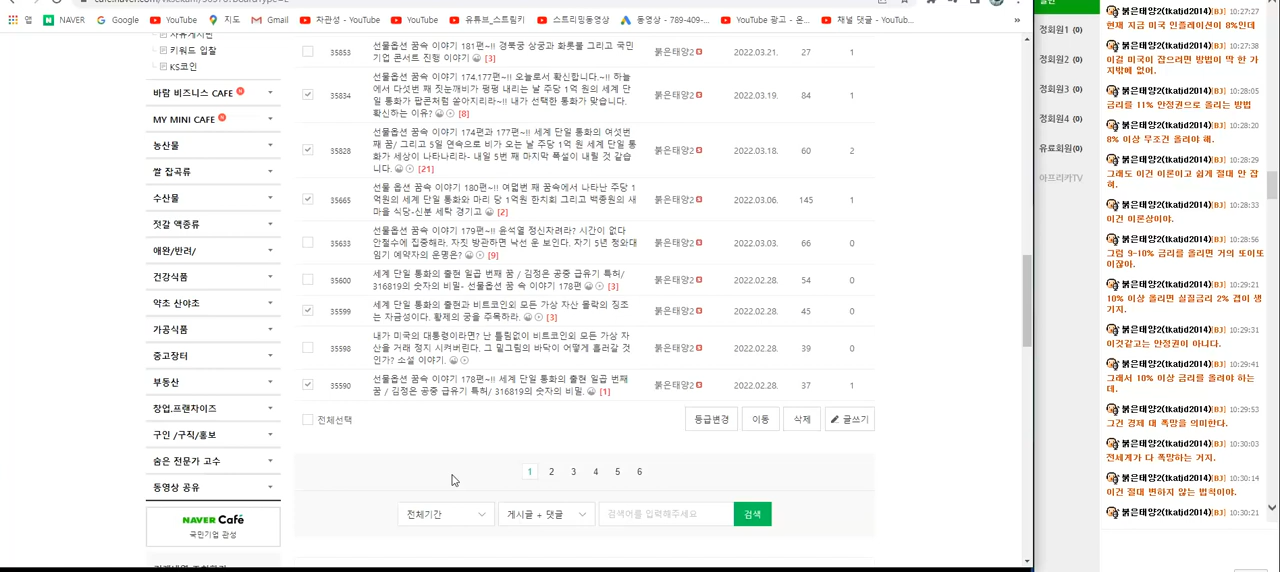 cafe.naver.com/viksekam/36970?boardType=2
앱
NAVER
Google
YouTube
지도
Gmail
자관성 - YouTube
YouTube
유튜브_스트림키
스트리밍동영상
동영상 - 789-409-...
YouTube 광고 - 온...
채널 댓글 - YouTub...
»
자유게시판
키워드 입찰
KS코인
바람 비즈니스 CAFE
MY MINI CAFE
농산물
쌀 잡곡류
수산물
젓갈 액종류
애완/반려/
건강식품
약초 산야초
가공식품
중고장터
부동산
창업.프랜차이즈
구인 /구직/홍보
숨은 전문가 고수
동영상 공유
NAVER Café
국민기업 관성
35853
선물옵션 꿈속 이야기 181편~!! 경복궁 상궁과 화롯불 그리고 국민
기업 콘서트 진행 이야기 [3]
붉은태양2
2022.03.21.
27
1
35834
선물옵션 꿈속 이야기 174,177편~!! 오늘로서 확신합니다.~!! 하늘
에서 다섯번 째 짓눈깨비가 펑펑 내리는 날 주당 1억 원의 세계 단
일 통화가 팝콘처럼 쏟아지리라~!! 내가 선택한 통화가 맞습니다.
확신하는 이유? [8]
붉은태양2
2022.03.19.
84
1
35828
선물옵션 꿈속 이야기 174편과 177편~!! 세계 단일 통화의 여섯번
째 꿈/ 그리고 5일 연속으로 비가 오는 날 주당 1억 원 세계 단일 통
화가 세상이 나타나리라- 내일 5번 째 마지막 폭설이 내릴 것 같습
니다. [21]
붉은태양2
2022.03.18.
60
2
35665
선물 옵션 꿈속 이야기 180편~!! 여덟번 째 꿈속에서 나타난 주당 1
억원의 세계 단일 통화와 마리 당 1억원 한치회 그리고 백종원의 새
마을 식당-신분 세탁 경기고 [2]
붉은태양2
2022.03.06.
145
1
35633
선물옵션 꿈속 이야기 179편~!! 윤석열 정신차려라? 시간이 없다
안철수에 집중해라. 자칫 방관하면 낙선 운 보인다. 자기 5년 정와대
임기 예약자의 운명은? [9]
붉은태양2
2022.03.03.
66
0
35600
세계 단일 통화의 출현 일곱 번째 꿈 / 김정은 공중 급유기 특허/
316819의 숫자의 비밀- 선물옵션 꿈 속 이야기 178편 [3]
붉은태양2
2022.02.28.
54
0
35599
세계 단일 통화의 출현과 비트코인외 모든 가상 자산 몰락의 징조
는 자금성이다. 황제의 궁을 주목하라. [3]
붉은태양2
2022.02.28.
45
0
35598
내가 미국의 대통령이라면? 난 틀림없이 비트코인외 모든 가상 자
산을 거래 정지 시켜버린다. 그 밑그림의 바닥이 어떻게 흘러갈 것
인가? 소설 이야기.
붉은태양2
2022.02.28.
39
0
35590
선물옵션 꿈속 이야기 178편~!! 세계 단일 통화의 출현 일곱 번째
꿈 / 김정은 공중 급유기 특허/ 316819의 숫자의 비밀. [1]
붉은태양2
2022.02.28.
37
1
전체선택
등급변경
이동
삭제
글쓰기
1 2 3 4 5 6
전체기간
게시글 + 댓글
검색어를 입력해주세요
검색
정회원1 (0)
정회원2 (0)
정회원3 (0)
정회원4 (0)
유료회원(0)
아프리카TV
붉은태양2(tkatjd2014)[BJ] 10:27:27
현재 지금 미국 인플레이션이 8%인데
붉은태양2(tkatjd2014)[BJ] 10:27:38
이걸 미국이 잡으려면 방법이 딱 한 가
지밖에 없어.
붉은태양2(tkatjd2014)[BJ] 10:28:05
금리를 11% 안정권으로 올리는 방법
붉은태양2(tkatjd2014)[BJ] 10:28:20
8% 이상 무조건 올려야 해.
붉은태양2(tkatjd2014)[BJ] 10:28:29
그래도 이건 이론이고 쉽게 절대 안 잡
혀.
붉은태양2(tkatjd2014)[BJ] 10:28:33
이건 이론상이야.
붉은태양2(tkatjd2014)[BJ] 10:28:56
그럼 9-10% 금리를 올리면 거의 또이또
이잖아.
붉은태양2(tkatjd2014)[BJ] 10:29:21
10% 이상 올리면 실질금리 2% 갭이 생
기지.
붉은태양2(tkatjd2014)[BJ] 10:29:31
이것같고는 안정권이 아니다.
붉은태양2(tkatjd2014)[BJ] 10:29:41
그래서 10% 이상 금리를 올려야 하는
데.
붉은태양2(tkatjd2014)[BJ] 10:29:53
그건 경제 대 폭망을 의미한다.
붉은태양2(tkatjd2014)[BJ] 10:30:03
전세계가 다 폭망하는 거지.
붉은태양2(tkatjd2014)[BJ] 10:30:14
이건 절대 변하지 않는 법칙이야.
붉은태양2(tkatjd2014)[BJ] 10:30:21